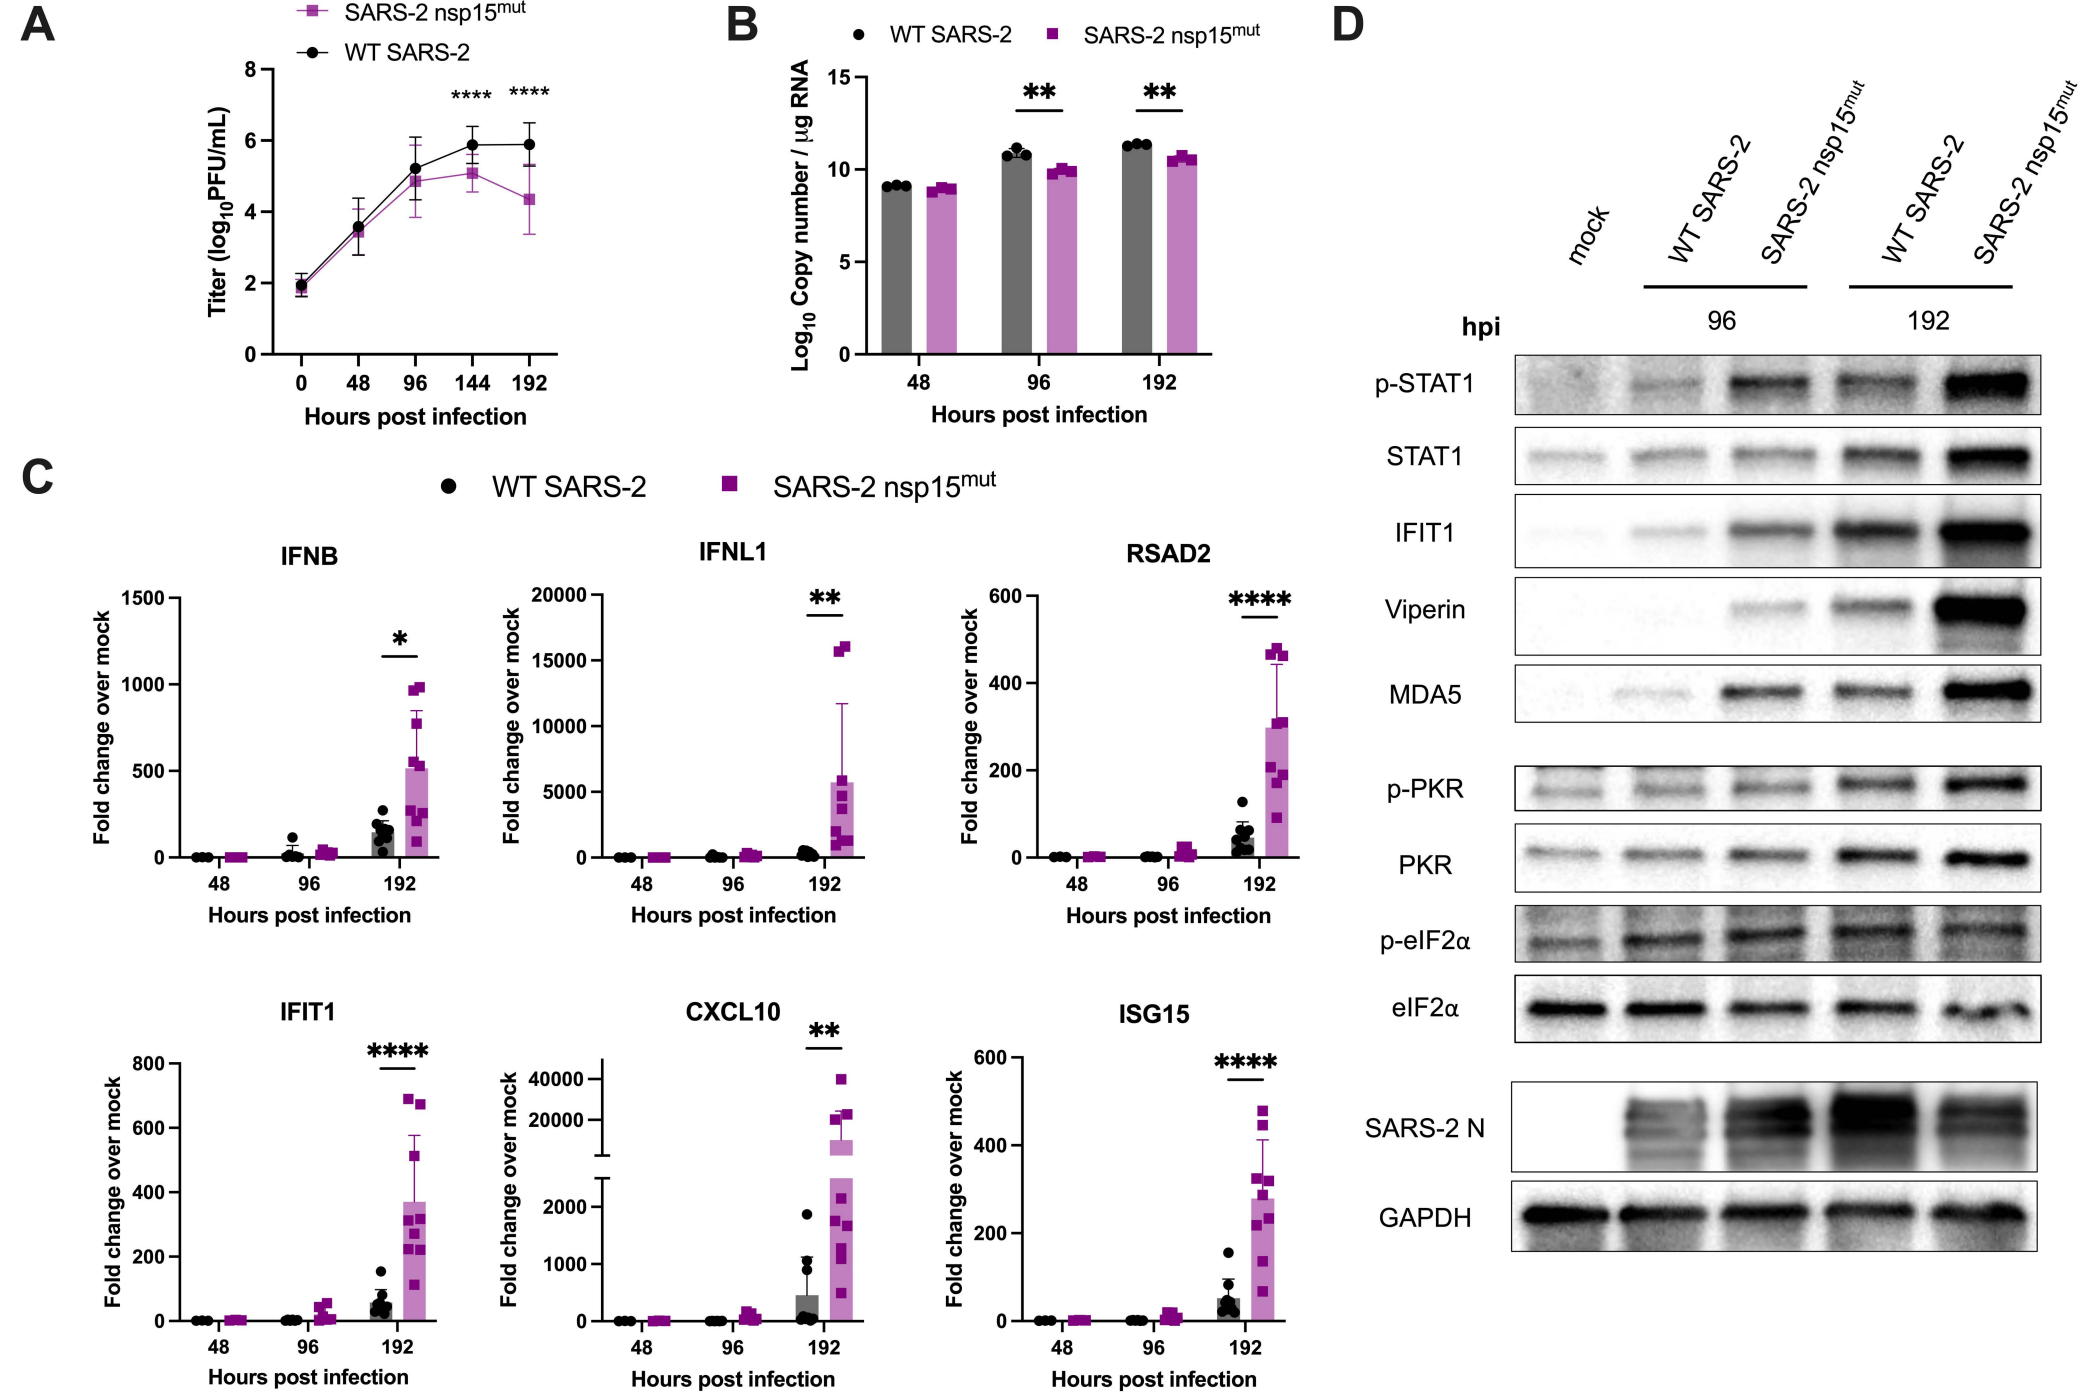 A
SARS-2 nsp15mut
WT SARS-2
****
****
8
6
4
2
0
Titer (log10PFU/mL)
0 48 96 144 192
Hours post infection
B
WT SARS-2 SARS-2 nsp15mut
**
**
15
10
5
0
Log10 Copy number / μg RNA
48 96 192
Hours post infection
C
WT SARS-2 SARS-2 nsp15mut
IFNB
*
1500
1000
500
0
Fold change over mock
48 96 192
Hours post infection
IFNL1
**
20000
15000
10000
5000
0
Fold change over mock
48 96 192
Hours post infection
RSAD2
****
600
400
200
0
Fold change over mock
48 96 192
Hours post infection
IFIT1
****
800
600
400
200
0
Fold change over mock
48 96 192
Hours post infection
CXCL10
**
40000
20000
2000
1000
0
Fold change over mock
48 96 192
Hours post infection
ISG15
****
600
400
200
0
Fold change over mock
48 96 192
Hours post infection
D
mock
WT SARS-2
SARS-2 nsp15mut
WT SARS-2
SARS-2 nsp15mut
hpi 96 192
p-STAT1
STAT1
IFIT1
Viperin
MDA5
p-PKR
PKR
p-eIF2α
eIF2α
SARS-2 N
GAPDH